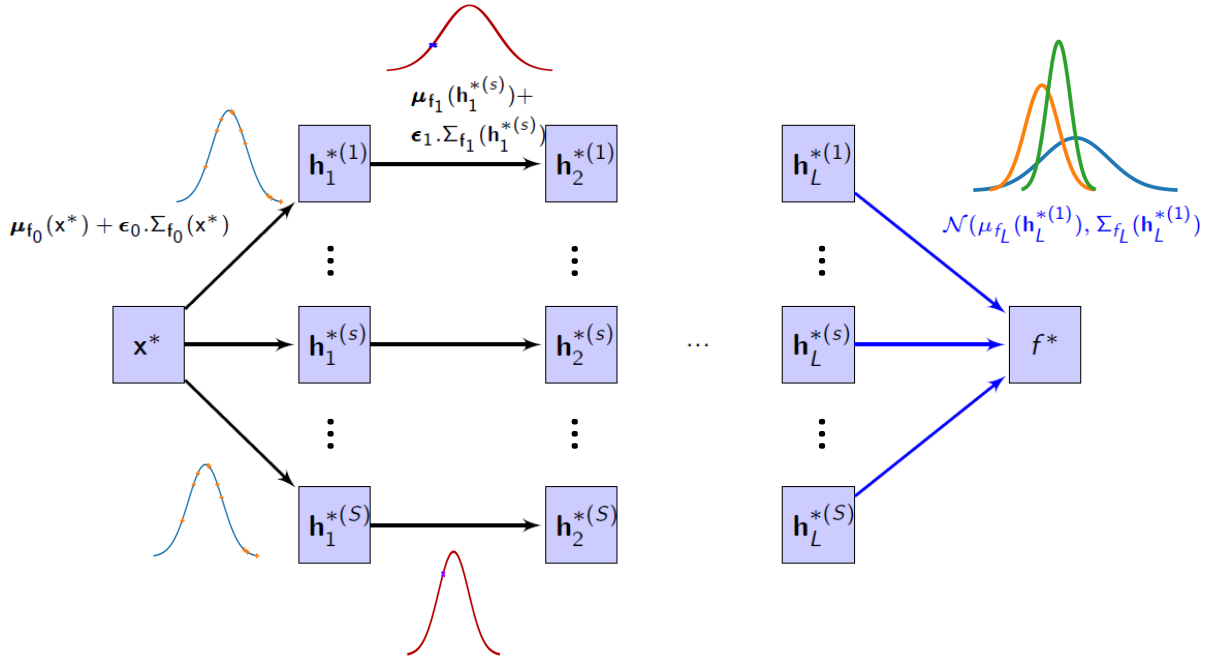 𝛍_{f_1}(𝐡_1^{*(s)})+
𝛜_1.Σ_{f_1}(𝐡_1^{*(s)})
𝐡_1^{*(1)} 𝐡_2^{*(1)} 𝐡_L^{*(1)}
𝛍_{f_0}(x*) + 𝛜_0.Σ_{f_0}(x*)
𝒩(μ_{f_L}(𝐡_L^{*(1)}), Σ_{f_L}(𝐡_L^{*(1)})
⋮ ⋮ ⋮
x* 𝐡_1^{*(s)} 𝐡_2^{*(s)} ... 𝐡_L^{*(s)} f*
⋮ ⋮ ⋮
𝐡_1^{*(S)} 𝐡_2^{*(S)} 𝐡_L^{*(S)}